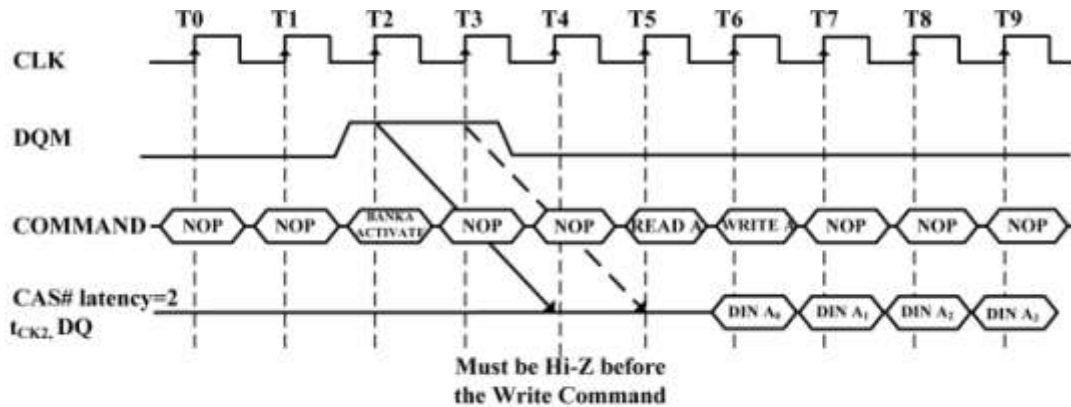 T0 T1 T2 T3 T4 T5 T6 T7 T8 T9
CLK
DQM
COMMAND NOP NOP BANKA ACTIVATE NOP NOP READ A WRITE A NOP NOP NOP
CAS# latency=2
tCK2, DQ
DIN A0 DIN A1 DIN A2 DIN A3
Must be Hi-Z before
the Write Command